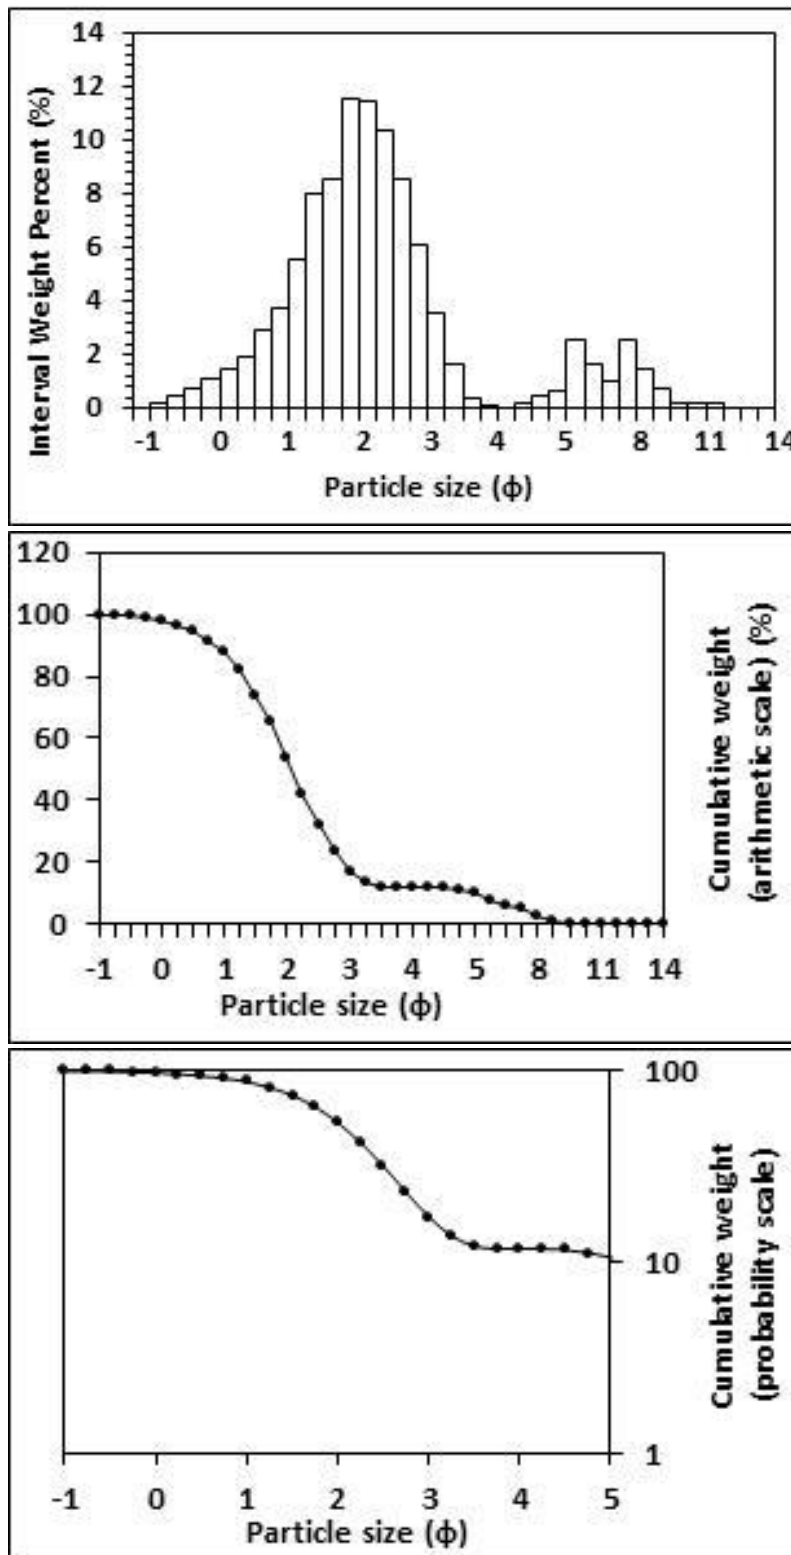 Interval Weight Percent (%)
14
12
10
8
6
4
2
0
-1 0 1 2 3 4 5 8 11 14
Particle size (ϕ)
120
100
80
60
40
20
0
-1 0 1 2 3 4 5 8 11 14
Particle size (ϕ)
Cumulative weight
(arithmetic scale) (%)
100
10
1
-1 0 1 2 3 4 5
Particle size (ϕ)
Cumulative weight
(probability scale)